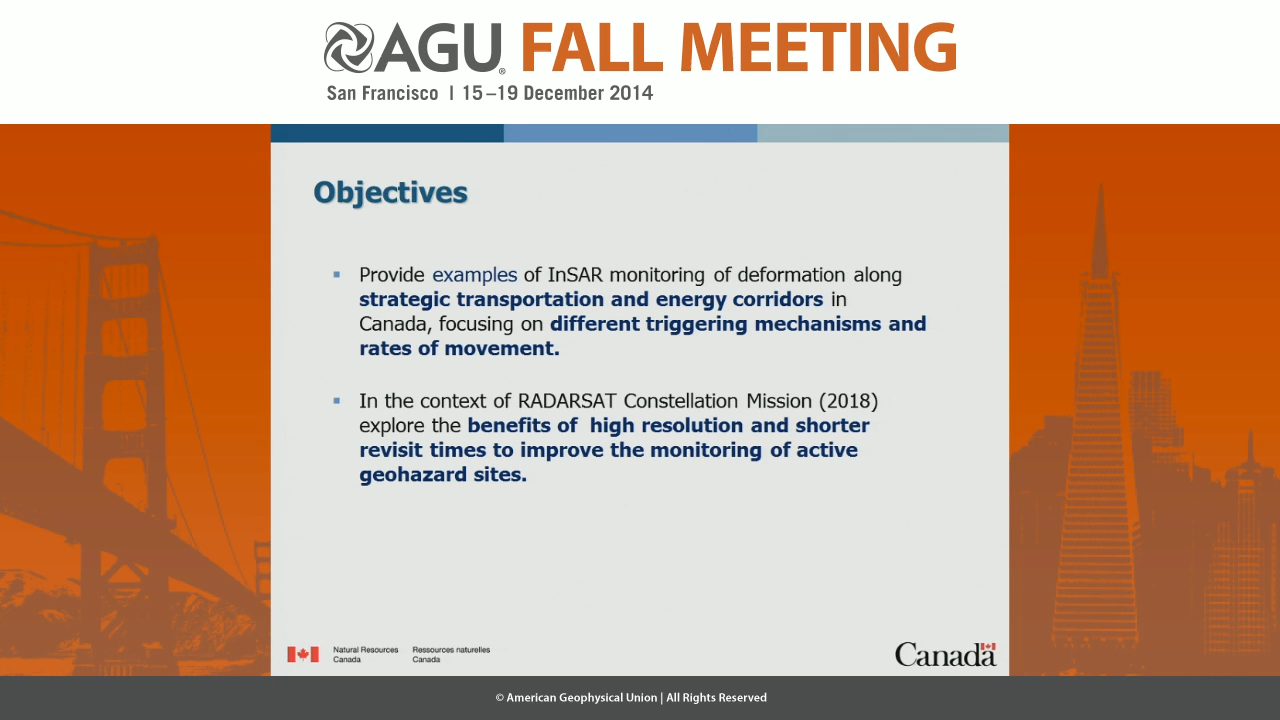 AGU® FALL MEETING
San Francisco | 15–19 December 2014
Objectives
▪ Provide examples of InSAR monitoring of deformation along
strategic transportation and energy corridors in
Canada, focusing on different triggering mechanisms and
rates of movement.
▪ In the context of RADARSAT Constellation Mission (2018)
explore the benefits of high resolution and shorter
revisit times to improve the monitoring of active
geohazard sites.
Natural Resources Ressources naturelles
Canada Canada
Canada
© American Geophysical Union | All Rights Reserved